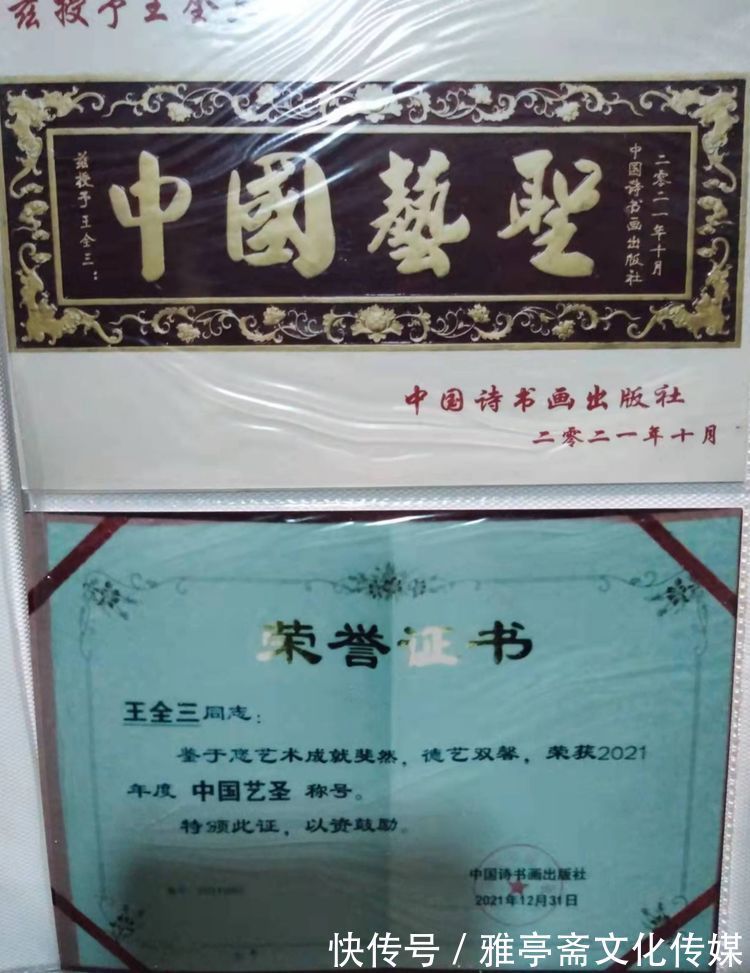 兹授予王全
兹授予王全三：
中國藝聖
二零二一年十月
中国诗书画出版社
中国诗书画出版社
二零二一年十月
荣誉证书
王全三同志：
鉴于您艺术成就斐然，德艺双馨，荣获2021
年度 中国艺圣 称号。
特颁此证，以资鼓励。
中国诗书画出版社
2021年12月31日
快传号 / 雅亭斋文化传媒